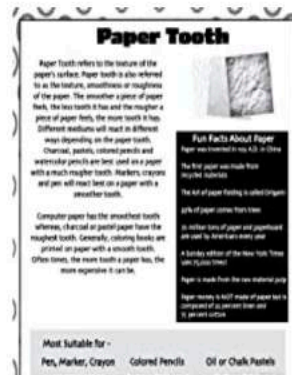 Paper Tooth
Paper Tooth refers to the texture of the
paper's surface. Paper tooth is also referred
to as the texture, smoothness or roughness
of the paper. The smoother a piece of paper
feels, the less tooth it has and the rougher a
piece of paper feels, the more tooth it has.
Different mediums will react in different
ways depending on the paper tooth.
Charcoal, pastels, colored pencils and
watercolor pencils are best used on a paper
with a much rougher tooth. Markers, crayons
and pen will react best on a paper with a
smoother tooth.
Computer paper has the smoothest tooth
whereas, charcoal or pastel paper have the
roughest tooth. Generally, coloring books are
printed on paper with a smooth tooth.
Often times, the more tooth a paper has, the
more expensive it can be.
Fun Facts About Paper
Paper was invented in 105 A.D. in China
The first paper was made from
recycled materials
The Art of paper folding is called Origami
of paper comes from trees
million tons of paper and paperboard
are used by Americans every year
A Sunday edition of the New York Times
uses trees!
Paper is made from the raw material pulp
Paper money is NOT made of paper but is
composed of percent linen and
percent cotton
Most Suitable for -
Pen, Marker, Crayon Colored Pencils Oil or Chalk Pastels